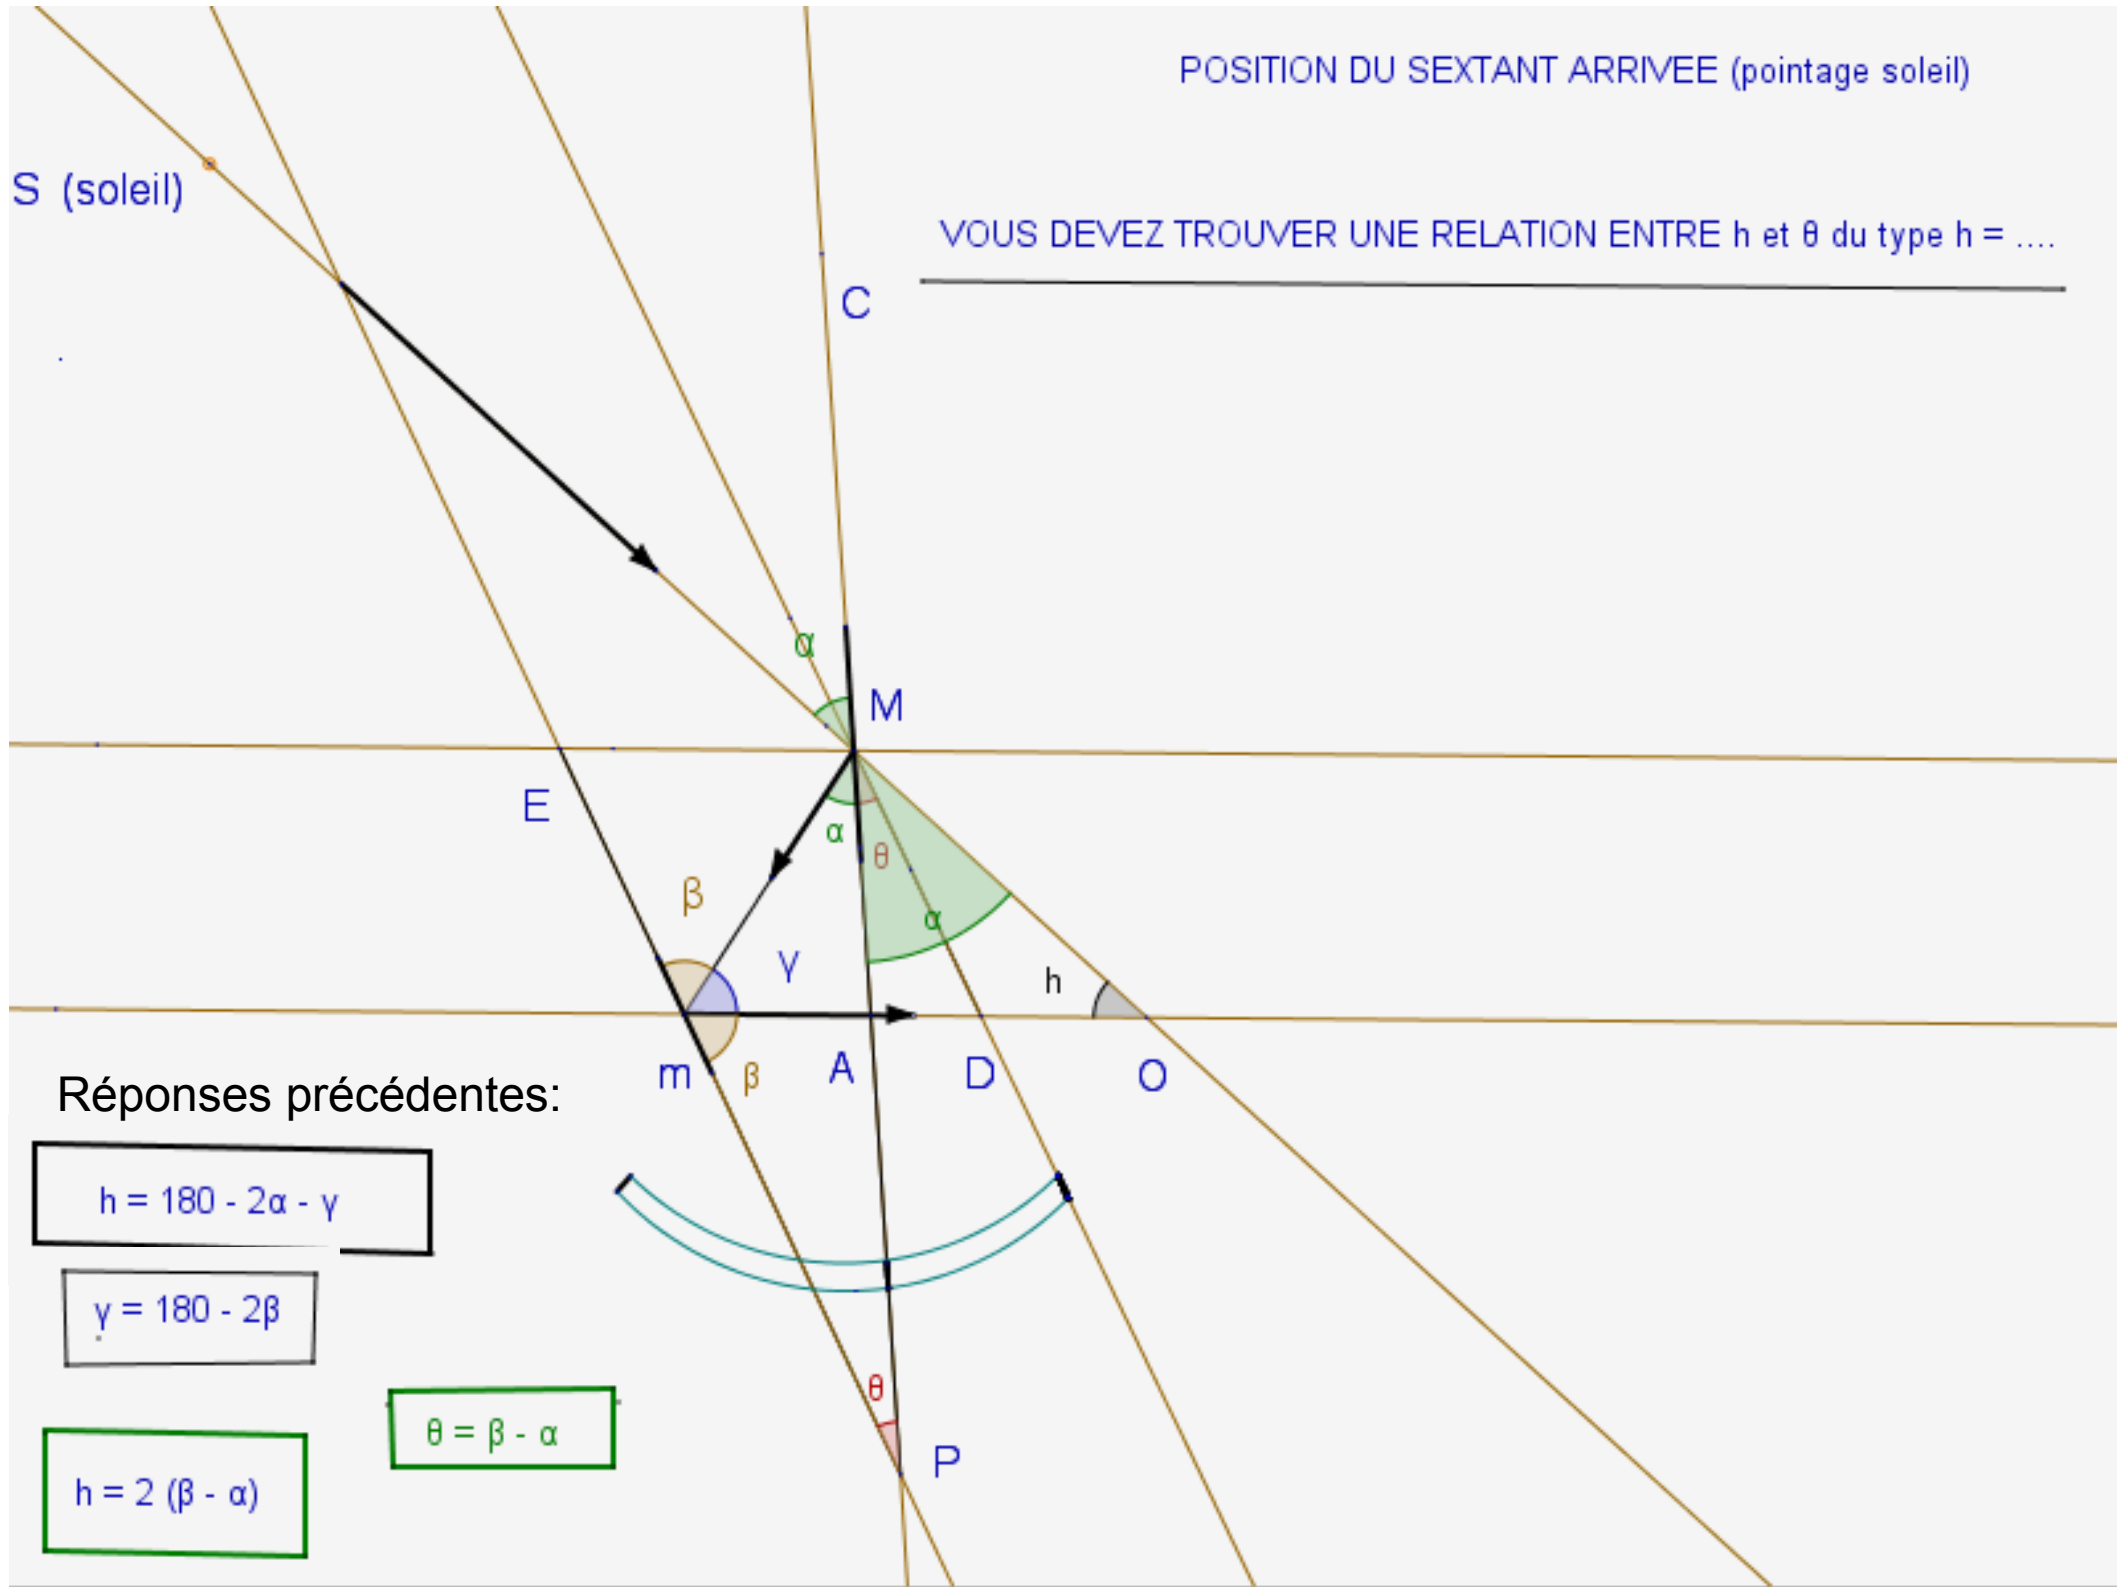 POSITION DU SEXTANT ARRIVEE (pointage soleil)
S (soleil)
VOUS DEVEZ TROUVER UNE RELATION ENTRE h et θ du type h = ....
C
α
M
E
α
θ
β
α
γ
h
m
β
A
D
O
Réponses précédentes:
h = 180 - 2α - γ
γ = 180 - 2β
θ
θ = β - α
P
h = 2 (β - α)